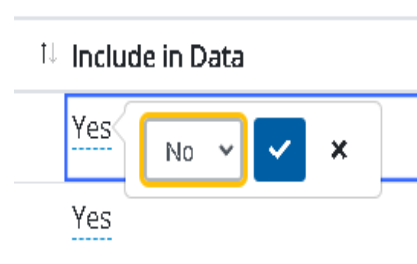 Include in Data
Yes
No
Yes